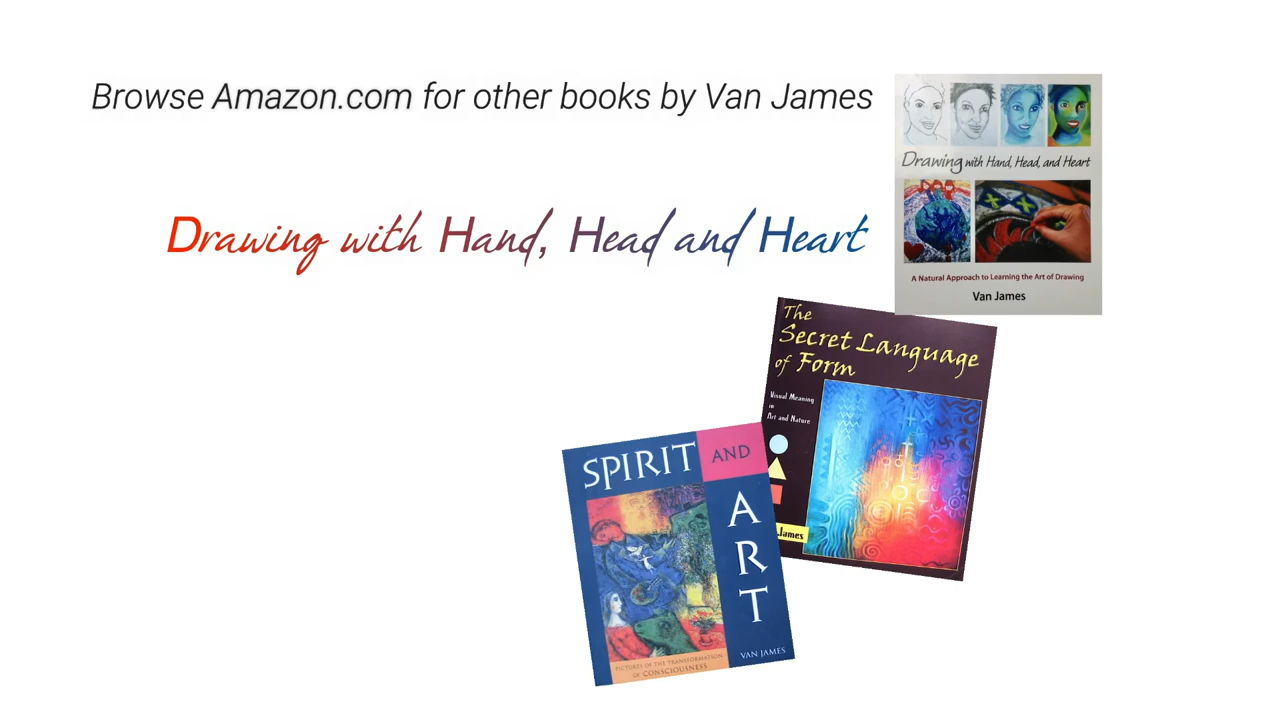 Browse Amazon.com for other books by Van James
Drawing with Hand, Head, and Heart
A Natural Approach to Learning the Art of Drawing
Van James
Drawing with Hand, Head and Heart
The
Secret Language
of Form
Visual Meaning
in
Art and Nature
James
SPIRIT AND
ART
PICTURES OF THE TRANSFORMATION
OF CONSCIOUSNESS
VAN JAMES